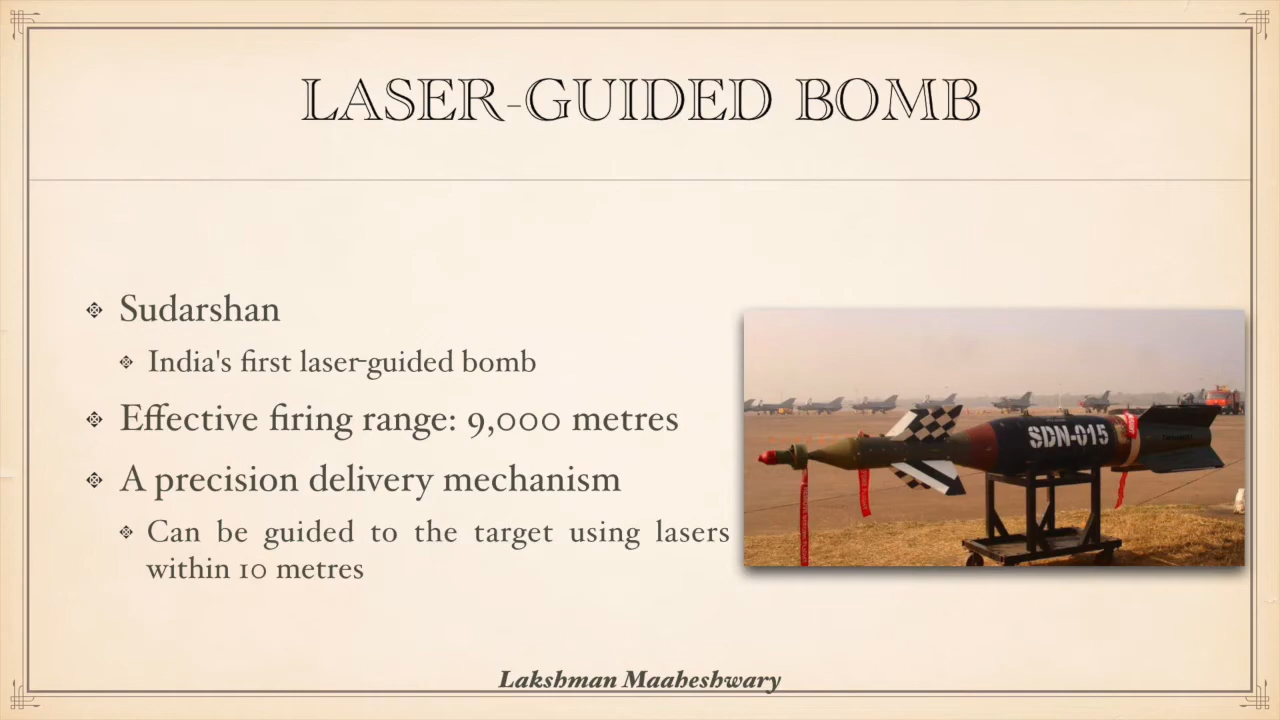 LASER-GUIDED BOMB
Sudarshan
India's first laser-guided bomb
Effective firing range: 9,000 metres
A precision delivery mechanism
Can be guided to the target using lasers
within 10 metres
SDN-015
Lakshman Maaheshwary